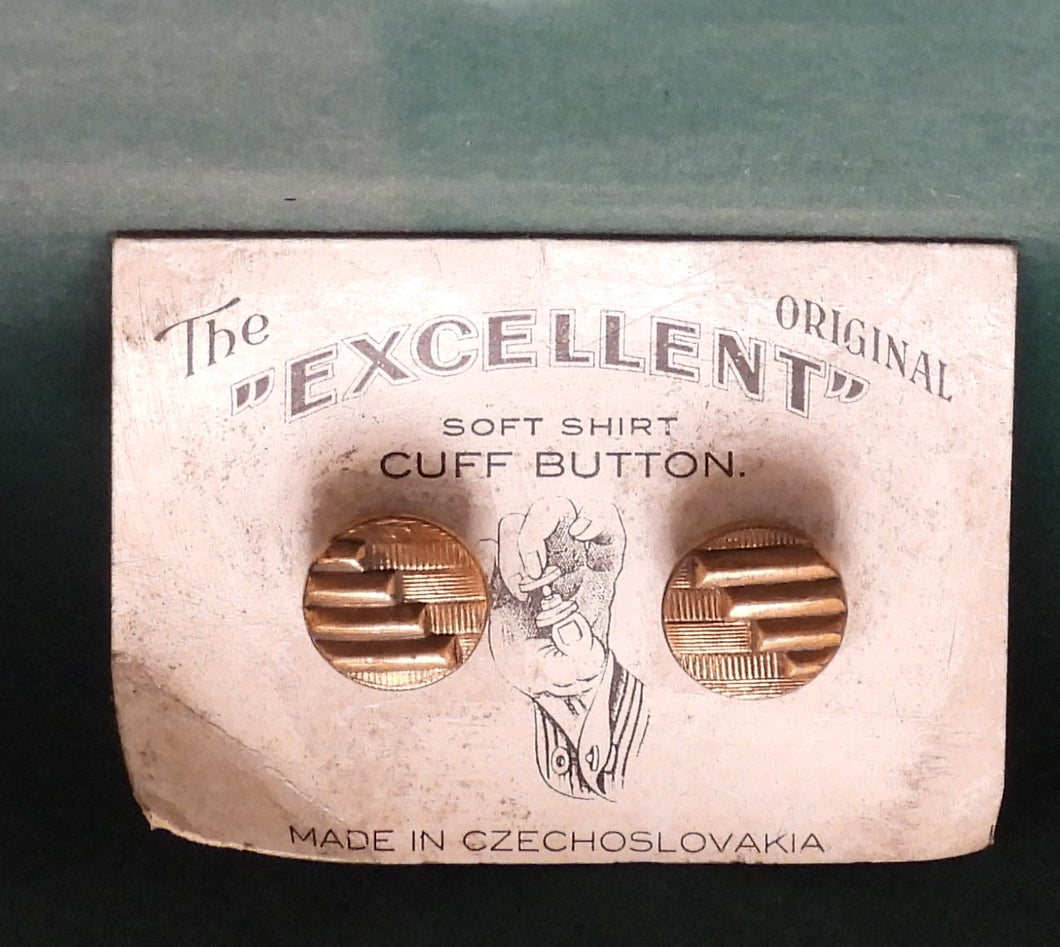 The "EXCELLENT" ORIGINAL
SOFT SHIRT
CUFF BUTTON.
MADE IN CZECHOSLOVAKIA